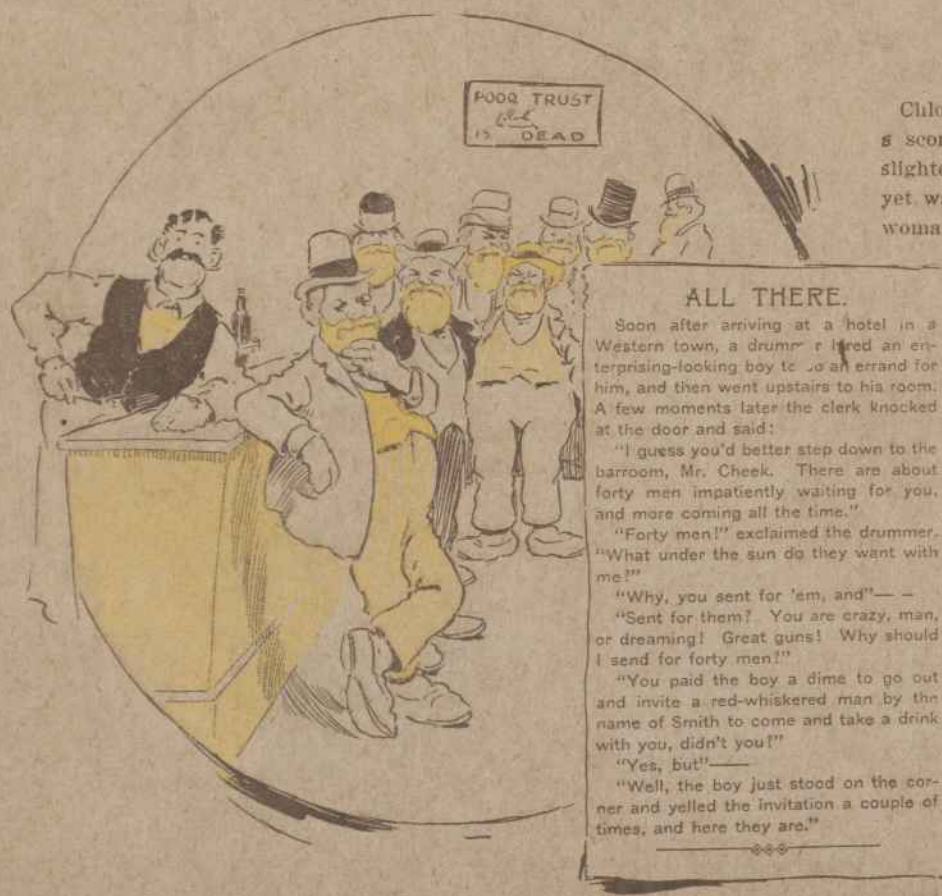 POOR TRUST
IS DEAD
ALL THERE.
Soon after arriving at a hotel in a
Western town, a drummer hired an en-
terprising-looking boy to do an errand for
him, and then went upstairs to his room.
A few moments later the clerk knocked
at the door and said:
"I guess you'd better step down to the
barroom, Mr. Cheek. There are about
forty men impatiently waiting for you,
and more coming all the time."
"Forty men!" exclaimed the drummer.
"What under the sun do they want with
me?"
"Why, you sent for 'em, and"— –
"Sent for them? You are crazy, man,
or dreaming! Great guns! Why should
I send for forty men?"
"You paid the boy a dime to go out
and invite a red-whiskered man by the
name of Smith to come and take a drink
with you, didn't you?"
"Yes, but"——
"Well, the boy just stood on the cor-
ner and yelled the invitation a couple of
times, and here they are."
slighte
yet w
woma